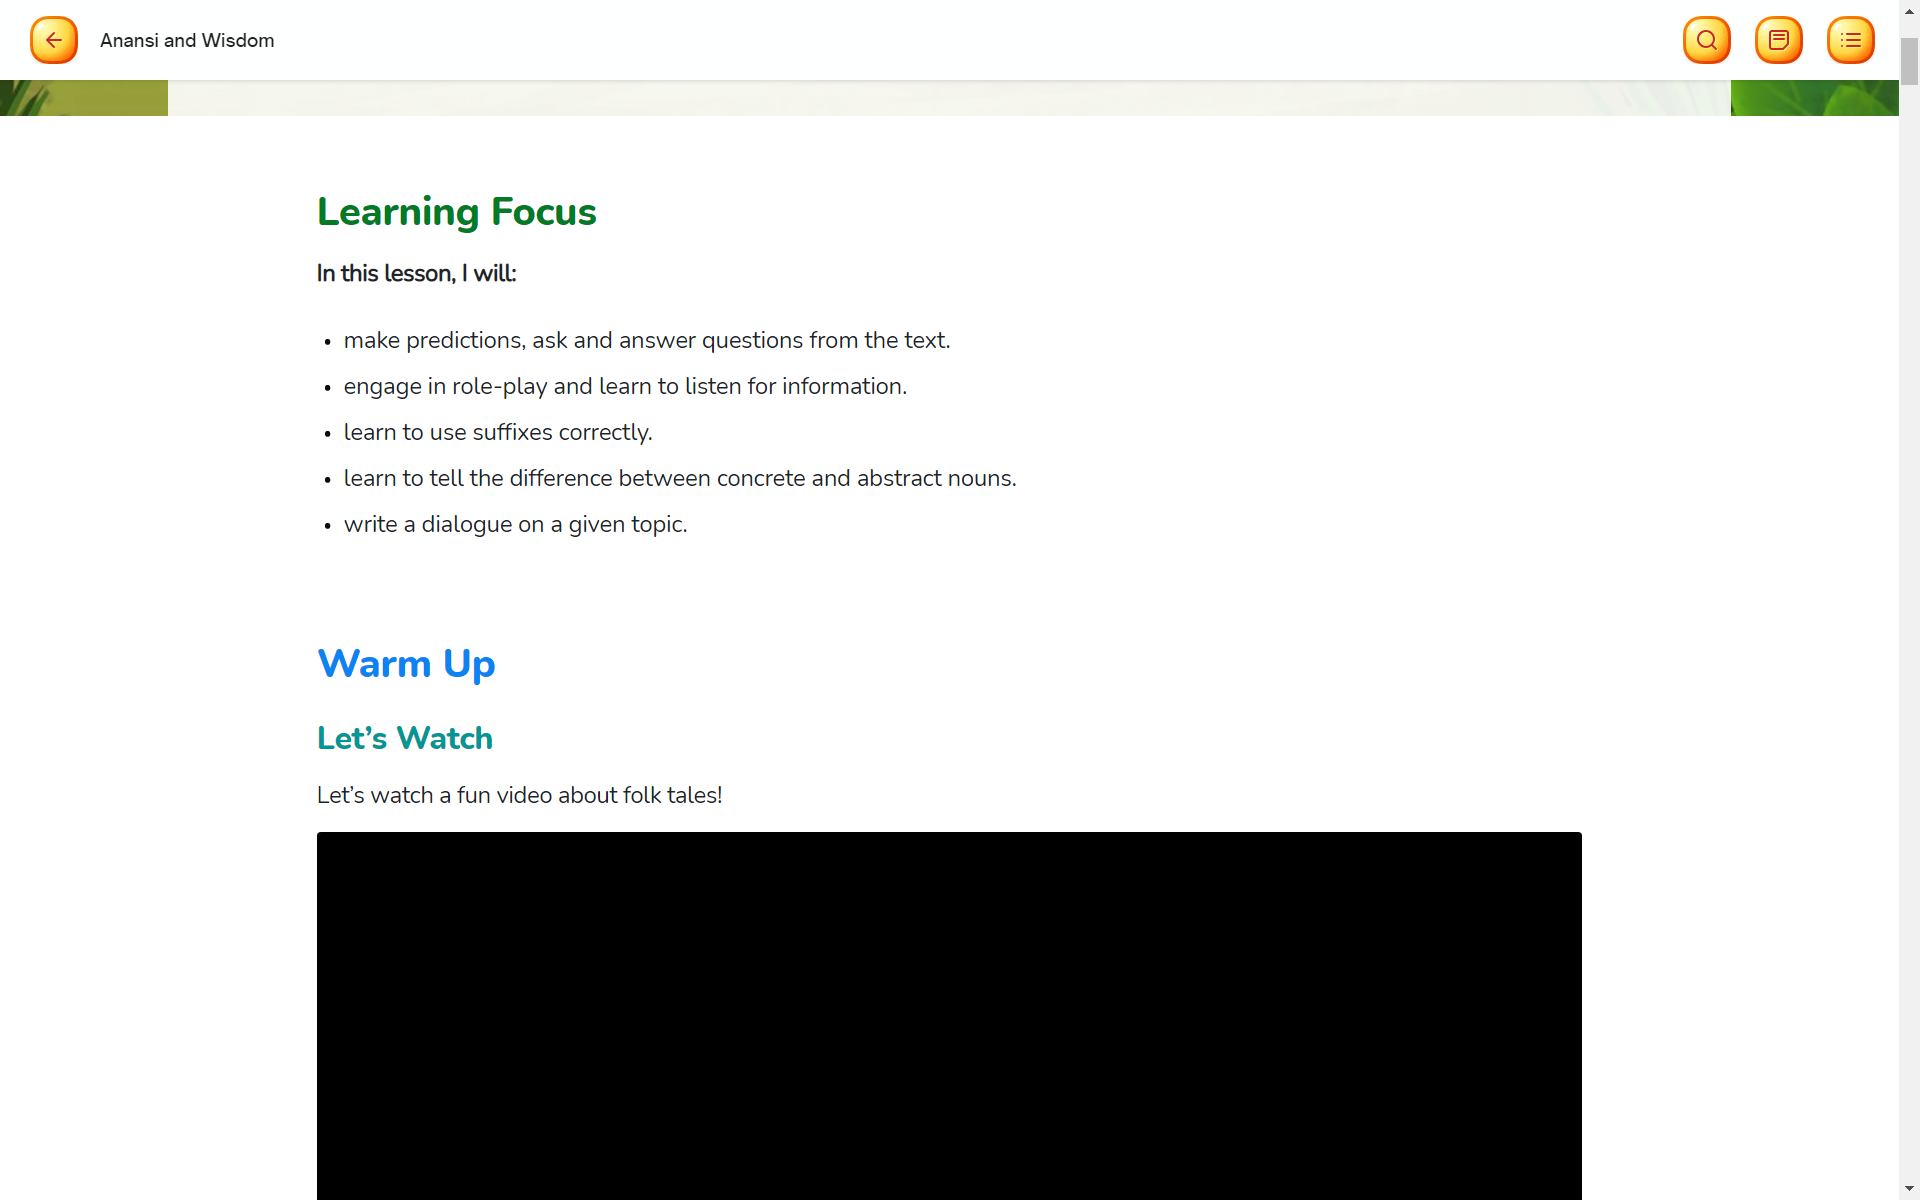 Anansi and Wisdom
Learning Focus
In this lesson, I will:
• make predictions, ask and answer questions from the text.
• engage in role-play and learn to listen for information.
• learn to use suffixes correctly.
• learn to tell the difference between concrete and abstract nouns.
• write a dialogue on a given topic.
Warm Up
Let’s Watch
Let’s watch a fun video about folk tales!